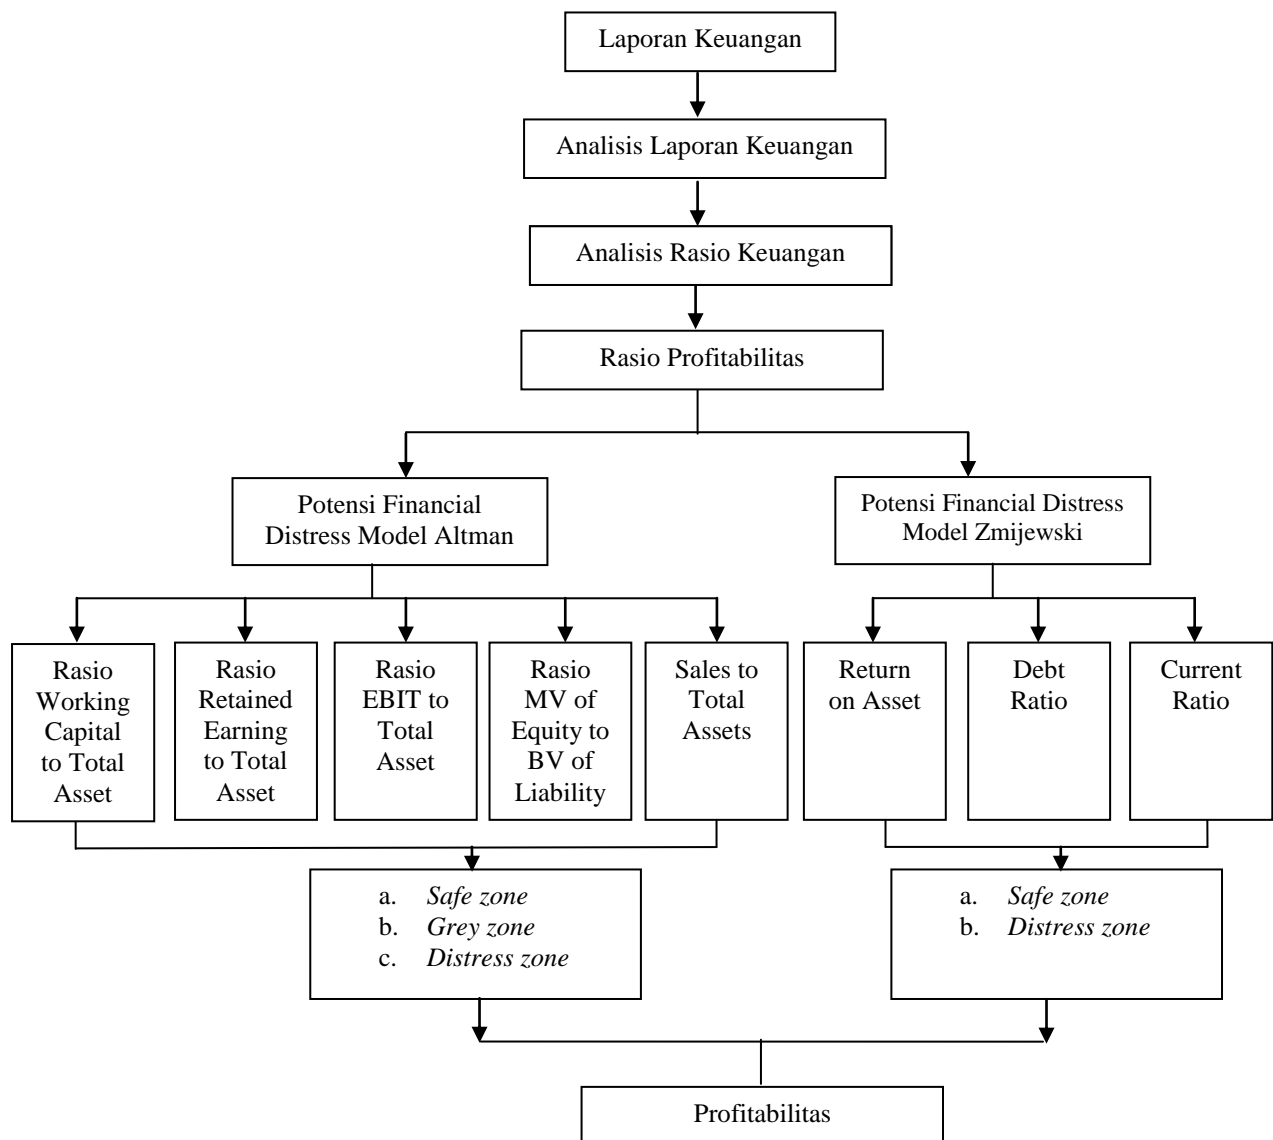 Laporan Keuangan
Analisis Laporan Keuangan
Analisis Rasio Keuangan
Rasio Profitabilitas
Potensi Financial
Distress Model Altman
Potensi Financial Distress
Model Zmijewski
Rasio
Working
Capital
to Total
Asset
Rasio
Retained
Earning
to Total
Asset
Rasio
EBIT to
Total
Asset
Rasio
MV of
Equity to
BV of
Liability
Sales to
Total
Assets
Return
on Asset
Debt
Ratio
Current
Ratio
a. Safe zone
b. Grey zone
c. Distress zone
a. Safe zone
b. Distress zone
Profitabilitas